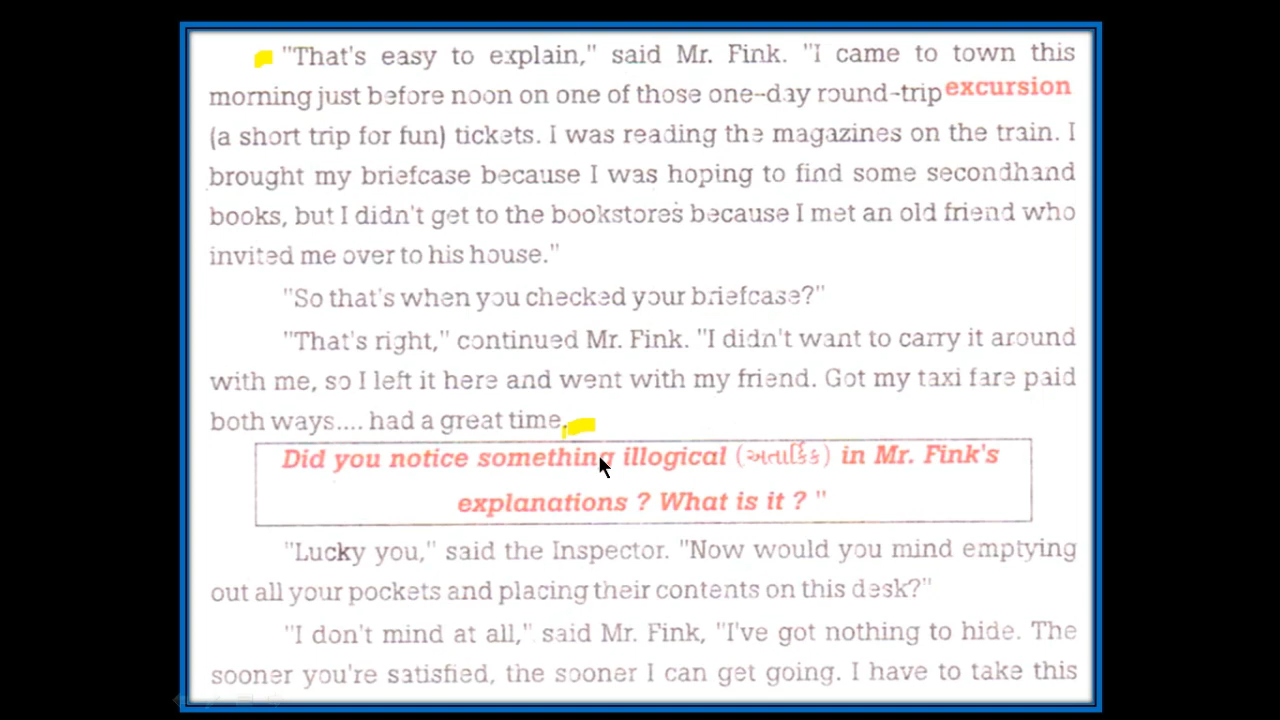 "That's easy to explain," said Mr. Fink. "I came to town this
morning just before noon on one of those one-day round-trip excursion
(a short trip for fun) tickets. I was reading the magazines on the train. I
brought my briefcase because I was hoping to find some secondhand
books, but I didn't get to the bookstores because I met an old friend who
invited me over to his house."
"So that's when you checked your briefcase?"
"That's right," continued Mr. Fink. "I didn't want to carry it around
with me, so I left it here and went with my friend. Got my taxi fare paid
both ways.... had a great time.
Did you notice something illogical (અતાર્કિક) in Mr. Fink's
explanations ? What is it ? "
"Lucky you," said the Inspector. "Now would you mind emptying
out all your pockets and placing their contents on this desk?"
"I don't mind at all," said Mr. Fink, "I've got nothing to hide. The
sooner you're satisfied, the sooner I can get going. I have to take this